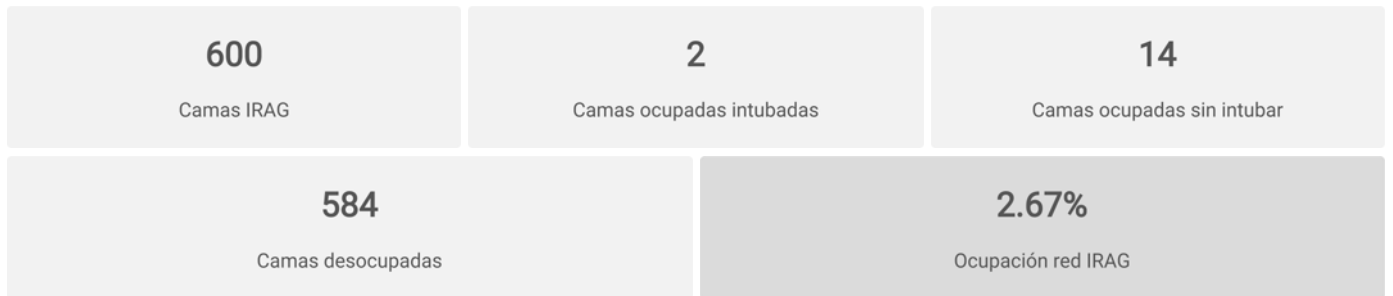 600
Camas IRAG
2
Camas ocupadas intubadas
14
Camas ocupadas sin intubar
584
Camas desocupadas
2.67%
Ocupación red IRAG